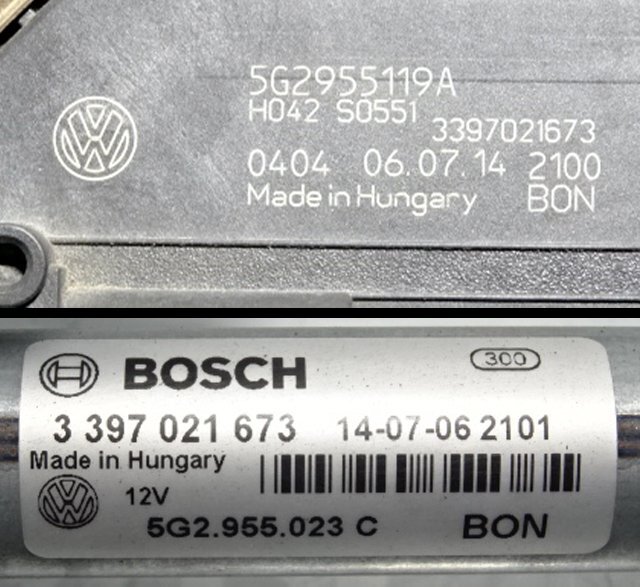 5G2955119A
H042 S0551
3397021673
0404 06.07.14 2100
Made in Hungary BON
BOSCH 300
3 397 021 673 14-07-06 2101
Made in Hungary
12V
5G2.955.023 C BON